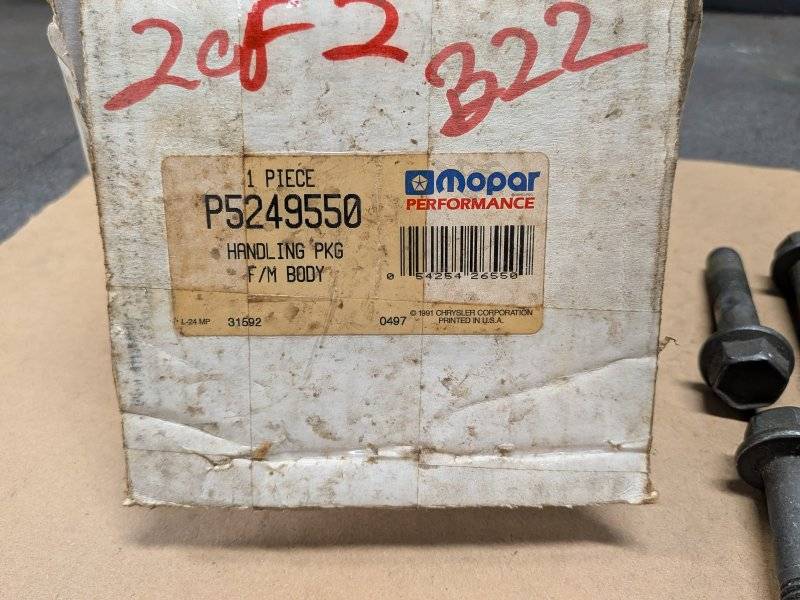 2 of 2
B22
1 PIECE
P5249550
HANDLING PKG
F/M BODY
Mopar
PERFORMANCE
0 54254 26550
L-24 MP 31592 0497
© 1991 CHRYSLER CORPORATION
PRINTED IN U.S.A.